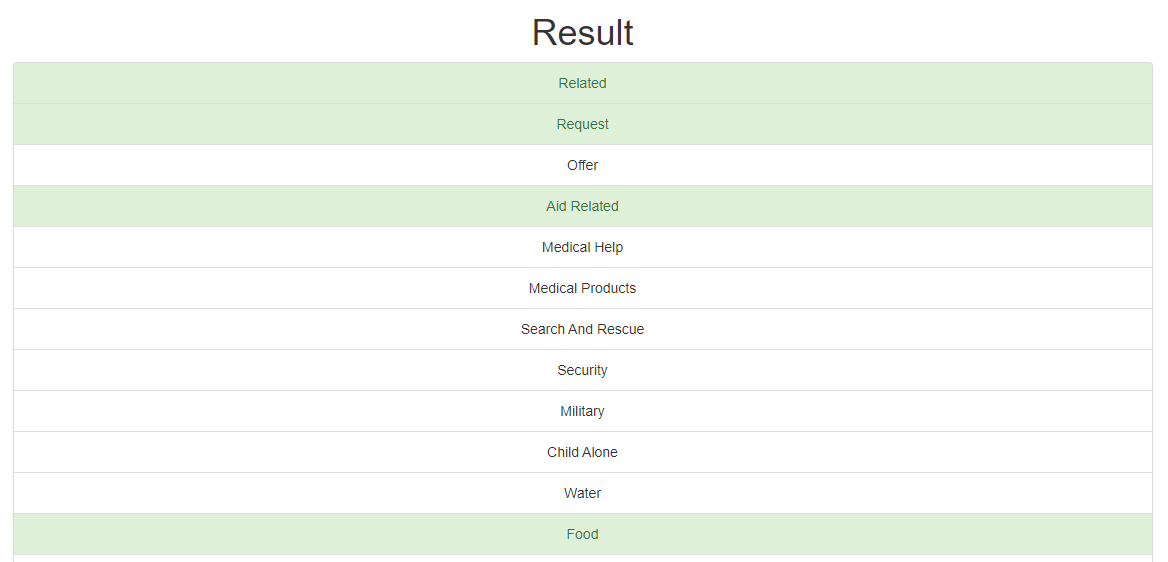 Result
Related
Request
Offer
Aid Related
Medical Help
Medical Products
Search And Rescue
Security
Military
Child Alone
Water
Food